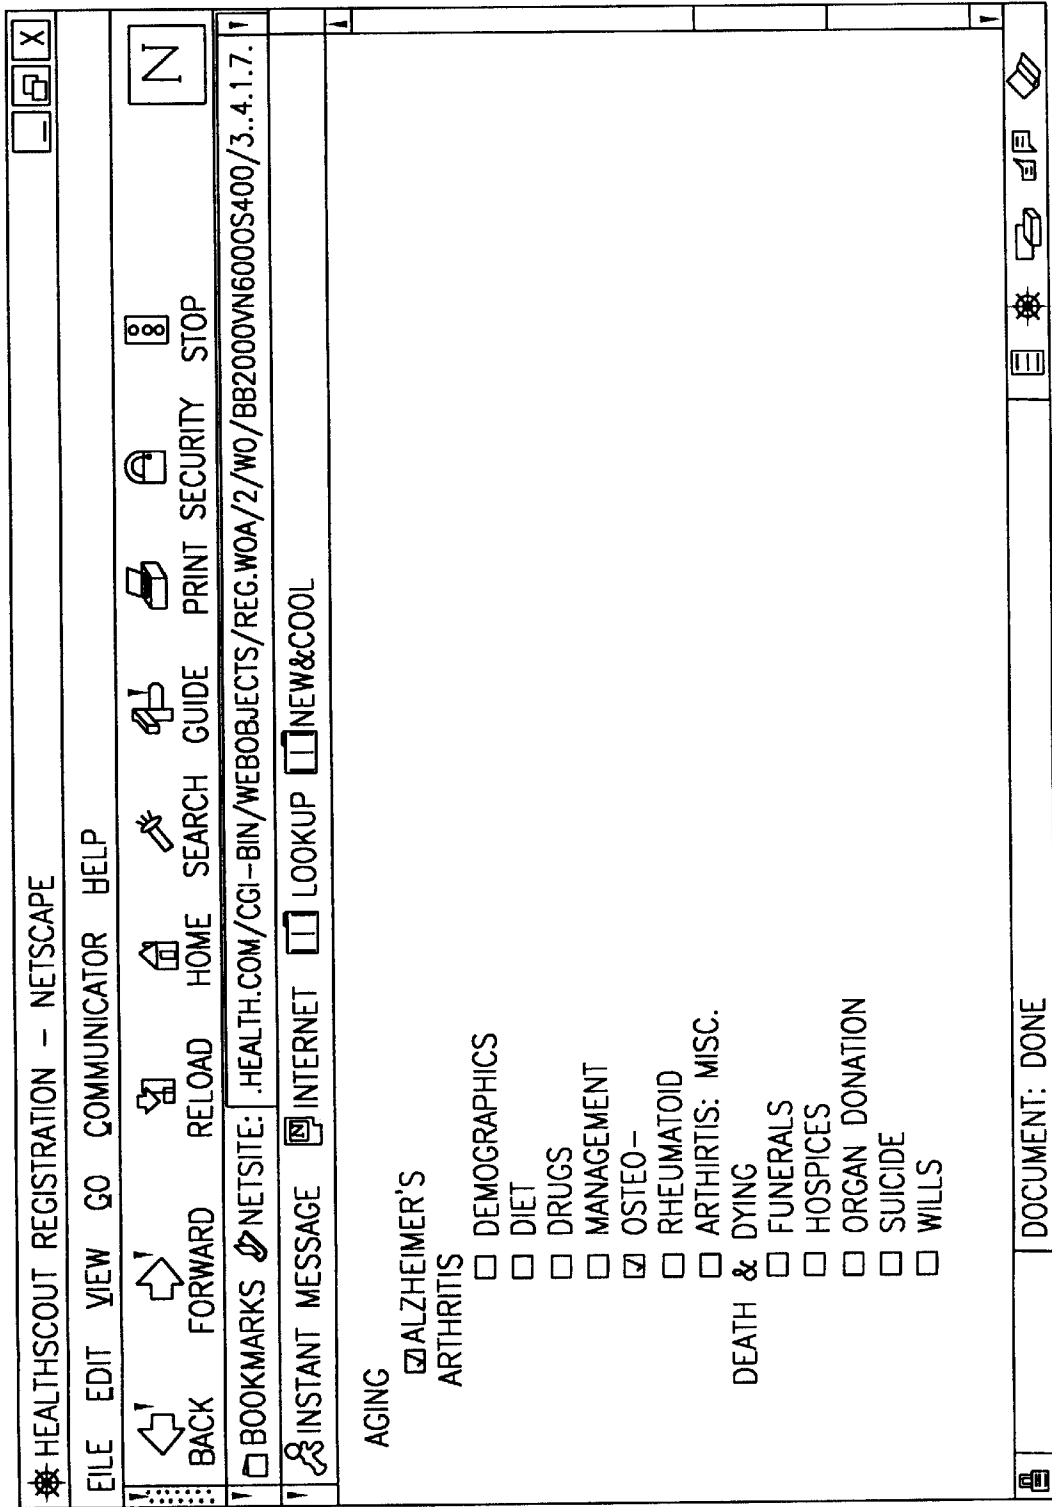 HEALTHSCOUT REGISTRATION – NETSCAPE
FILE EDIT VIEW GO COMMUNICATOR HELP
BACK FORWARD RELOAD HOME SEARCH GUIDE PRINT SECURITY STOP
N
BOOKMARKS NETSITE: .HEALTH.COM/CGI-BIN/WEBOBJECTS/REG.WOA/2/WO/BB2000VN6000S400/3..4.1.7.
INSTANT MESSAGE INTERNET LOOKUP NEW&COOL
AGING
ALZHEIMER'S
ARTHRITIS
DEMOGRAPHICS
DIET
DRUGS
MANAGEMENT
OSTEO-
RHEUMATOID
ARTHIRTIS: MISC.
DEATH & DYING
FUNERALS
HOSPICES
ORGAN DONATION
SUICIDE
WILLS
DOCUMENT: DONE